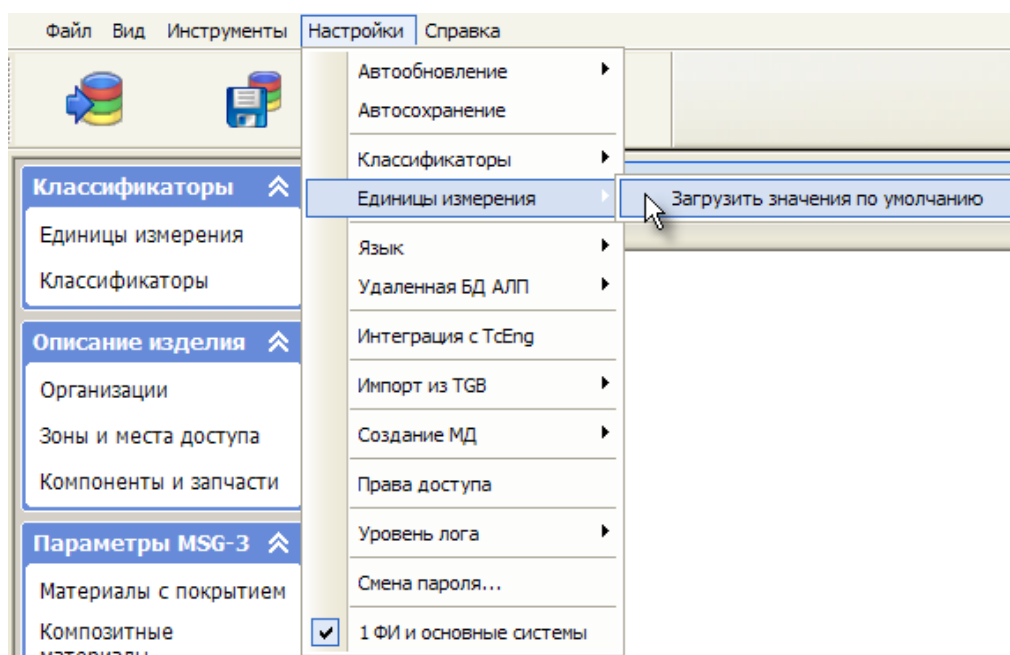 Файл Вид Инструменты Настройки Справка
Автообновление
Автосохранение
Классификаторы
Единицы измерения
Загрузить значения по умолчанию
Язык
Удаленная БД АЛП
Интеграция с TcEng
Импорт из TGB
Создание МД
Права доступа
Уровень лога
Смена пароля...
1 ФИ и основные системы
Классификаторы
Единицы измерения
Классификаторы
Описание изделия
Организации
Зоны и места доступа
Компоненты и запчасти
Параметры MSG-3
Материалы с покрытием
Композитные
материалы